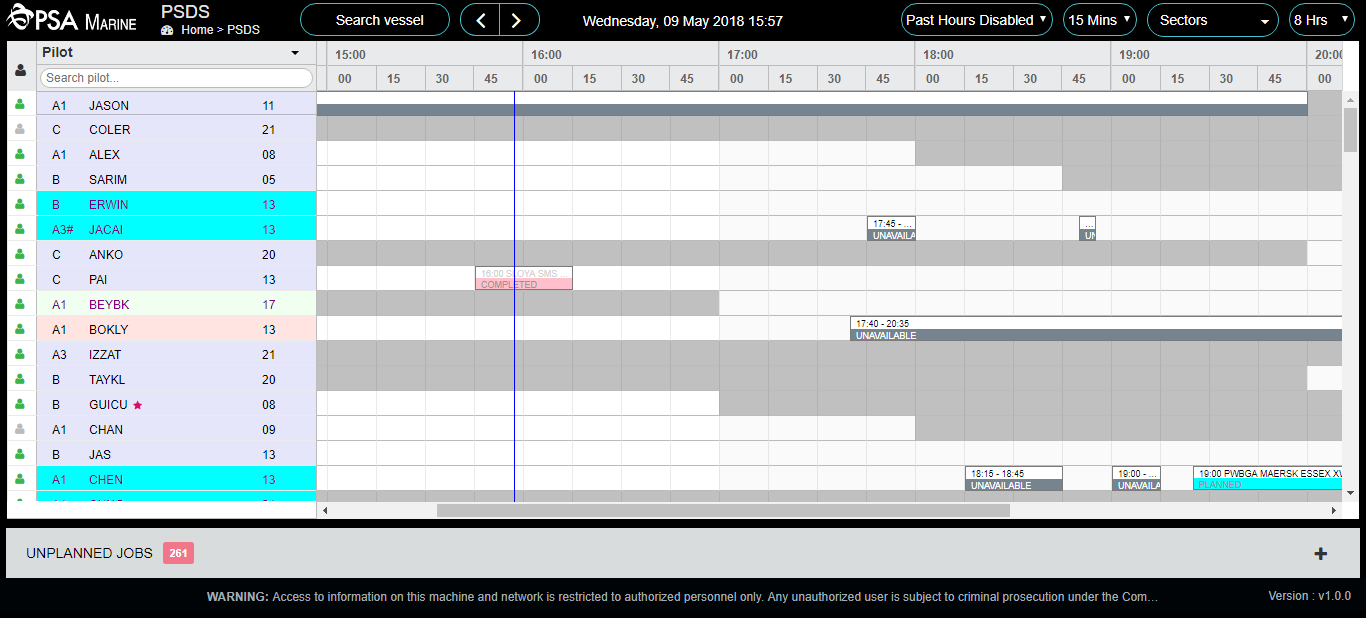 PSA MARINE
PSDS
Home > PSDS
Search vessel
Wednesday, 09 May 2018 15:57
Past Hours Disabled
15 Mins
Sectors
8 Hrs
Pilot
Search pilot...
15:00 16:00 17:00 18:00 19:00 20:00
00 15 30 45 00 15 30 45 00 15 30 45 00 15 30 45 00 15 30 45 00
A1 JASON 11
C COLER 21
A1 ALEX 08
B SARIM 05
B ERWIN 13
A3# JACAI 13
17:45 - ... ...
UNAVAILA UN
C ANKO 20
C PAI 13
16:00 SLOYA SMS ...
COMPLETED
A1 BEYBK 17
A1 BOKLY 13
17:40 - 20:35
UNAVAILABLE
A3 IZZAT 21
B TAYKL 20
B GUICU 08
A1 CHAN 09
B JAS 13
A1 CHEN 13
18:15 - 18:45 19:00 - ... 19:00 PWBGA MAERSK ESSEX
UNAVAILABLE UNAVAILA PLANNED
UNPLANNED JOBS 261
WARNING: Access to information on this machine and network is restricted to authorized personnel only. Any unauthorized user is subject to criminal prosecution under the Com…
Version : v1.0.0